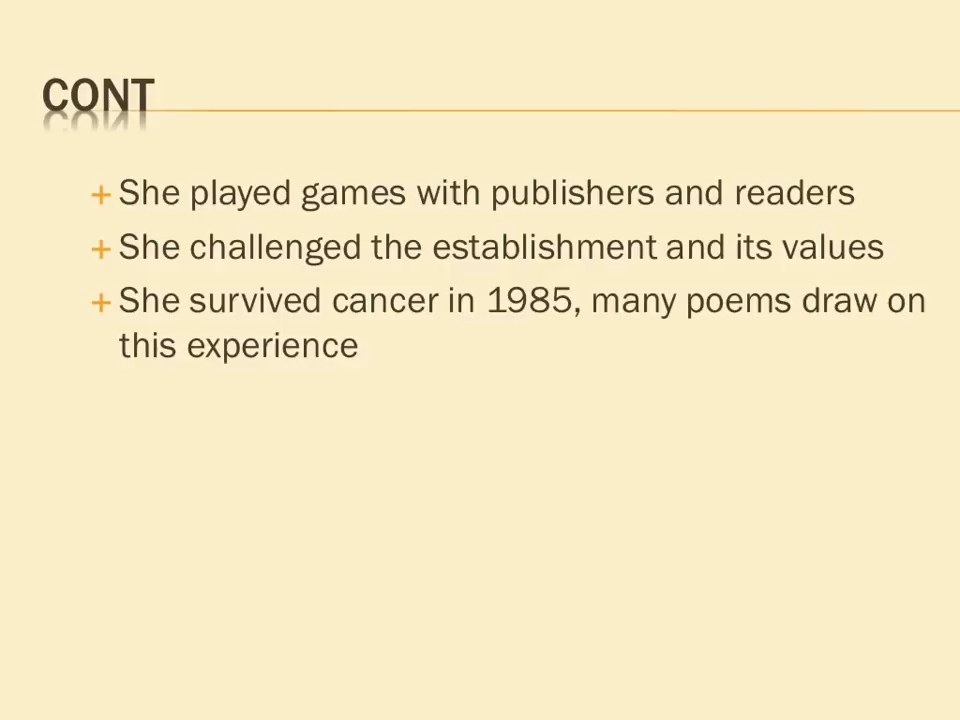 CONT
+ She played games with publishers and readers
+ She challenged the establishment and its values
+ She survived cancer in 1985, many poems draw on
this experience